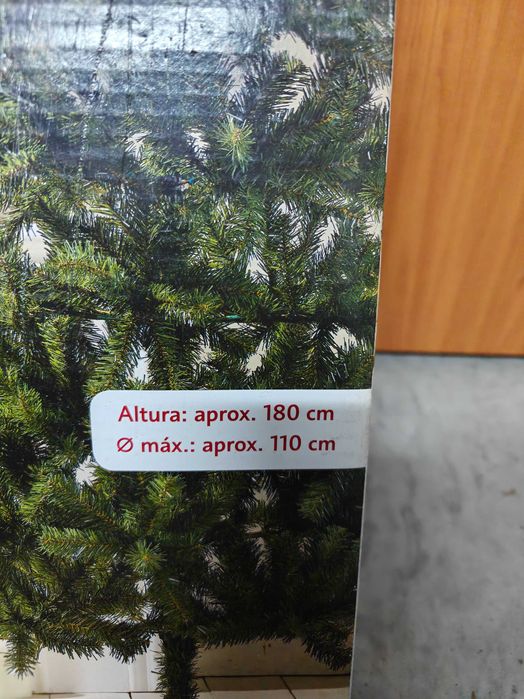 Altura: aprox. 180 cm
Ø máx.: aprox. 110 cm